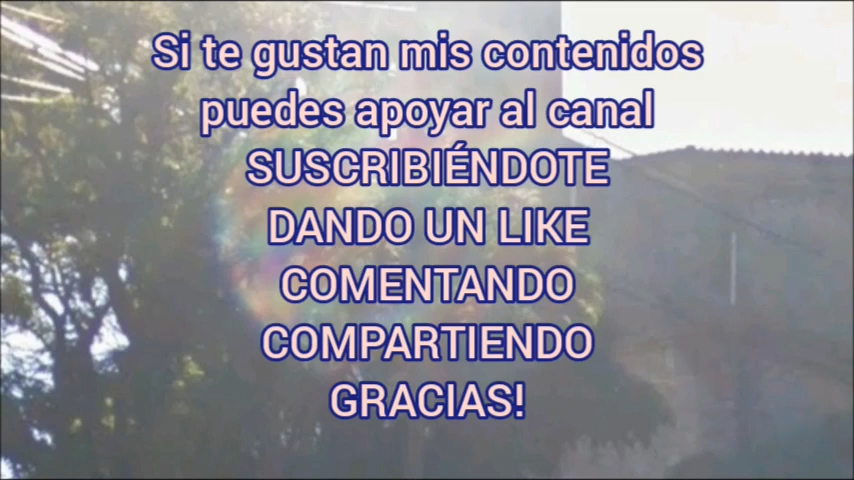 Si te gustan mis contenidos
puedes apoyar al canal
SUSCRIBIÉNDOTE
DANDO UN LIKE
COMENTANDO
COMPARTIENDO
GRACIAS!